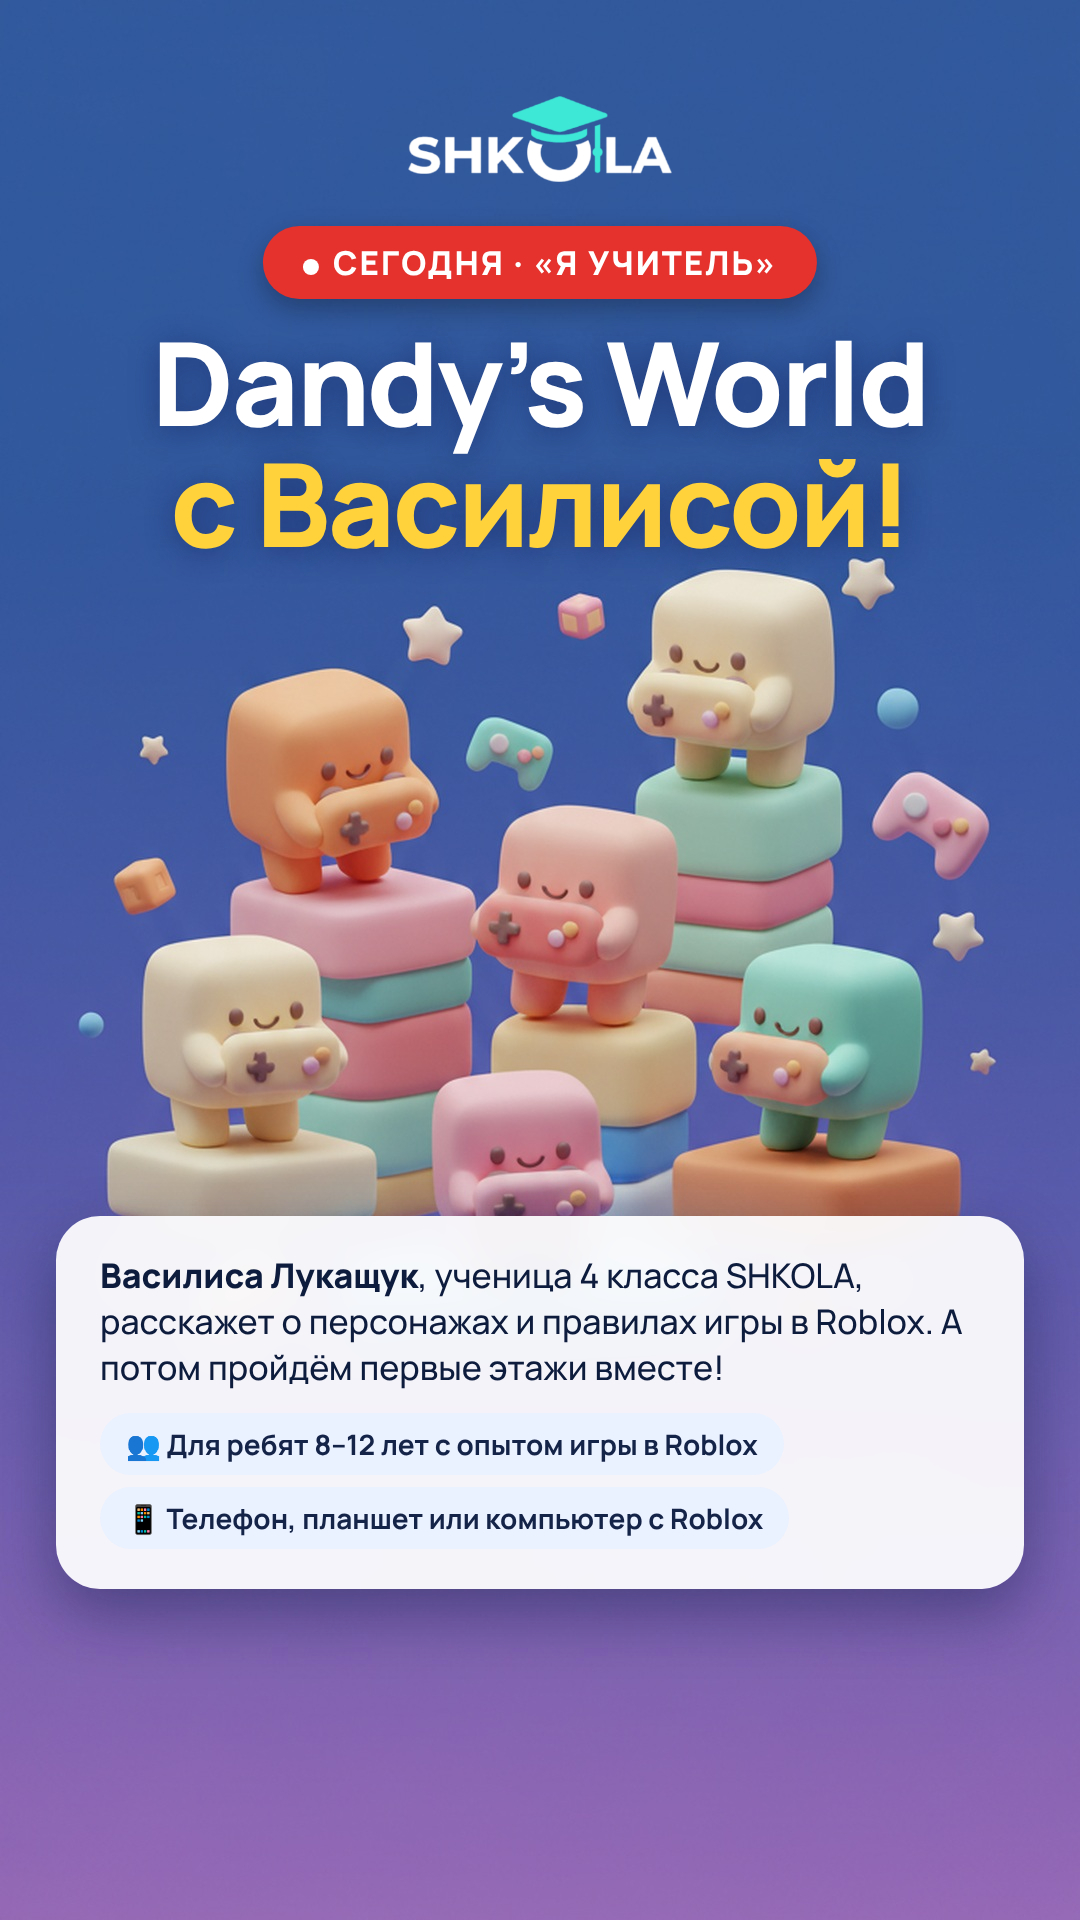 SHKOLA
СЕГОДНЯ · «Я УЧИТЕЛЬ»
Dandy’s World
с Василисой!
Василиса Лукащук, ученица 4 класса SHKOLA,
расскажет о персонажах и правилах игры в Roblox. А
потом пройдём первые этажи вместе!
👥 Для ребят 8–12 лет с опытом игры в Roblox
📱 Телефон, планшет или компьютер с Roblox